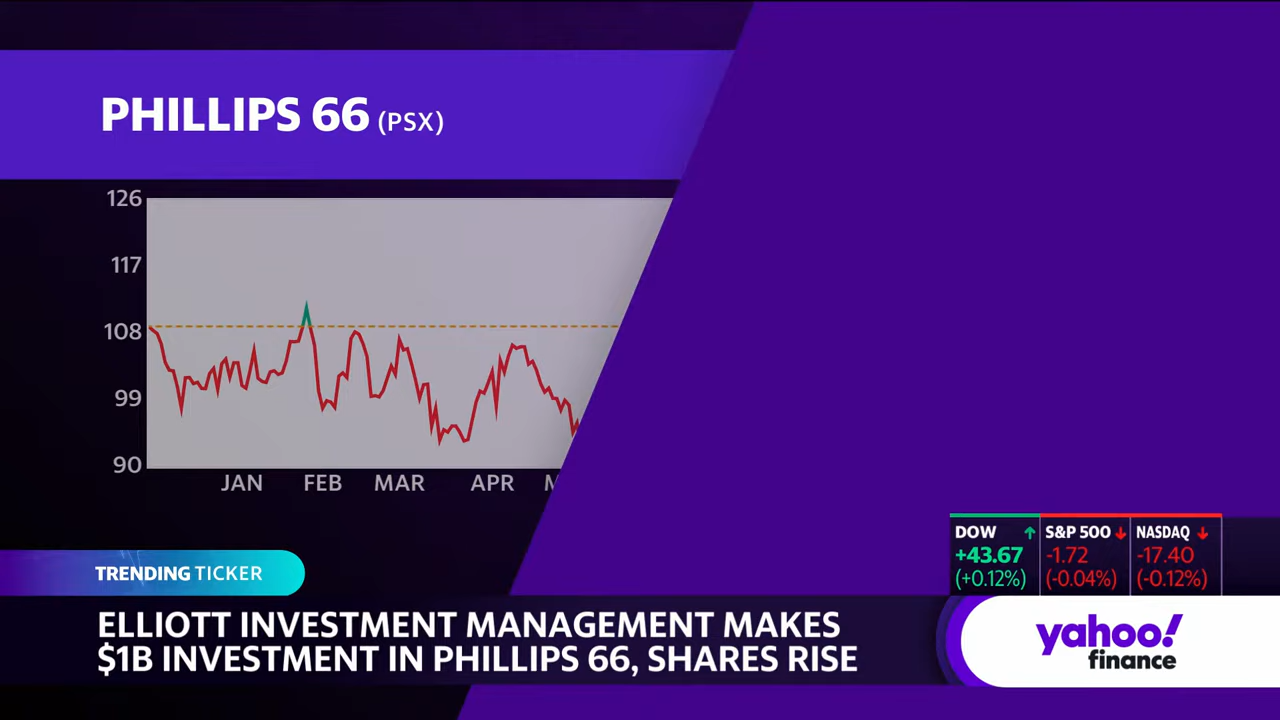 PHILLIPS 66 (PSX)
126
117
108
99
90
JAN FEB MAR APR
TRENDING TICKER
ELLIOTT INVESTMENT MANAGEMENT MAKES
$1B INVESTMENT IN PHILLIPS 66, SHARES RISE
DOW S&P 500 NASDAQ
+43.67 -1.72 -17.40
(+0.12%) (-0.04%) (-0.12%)
yahoo!
finance